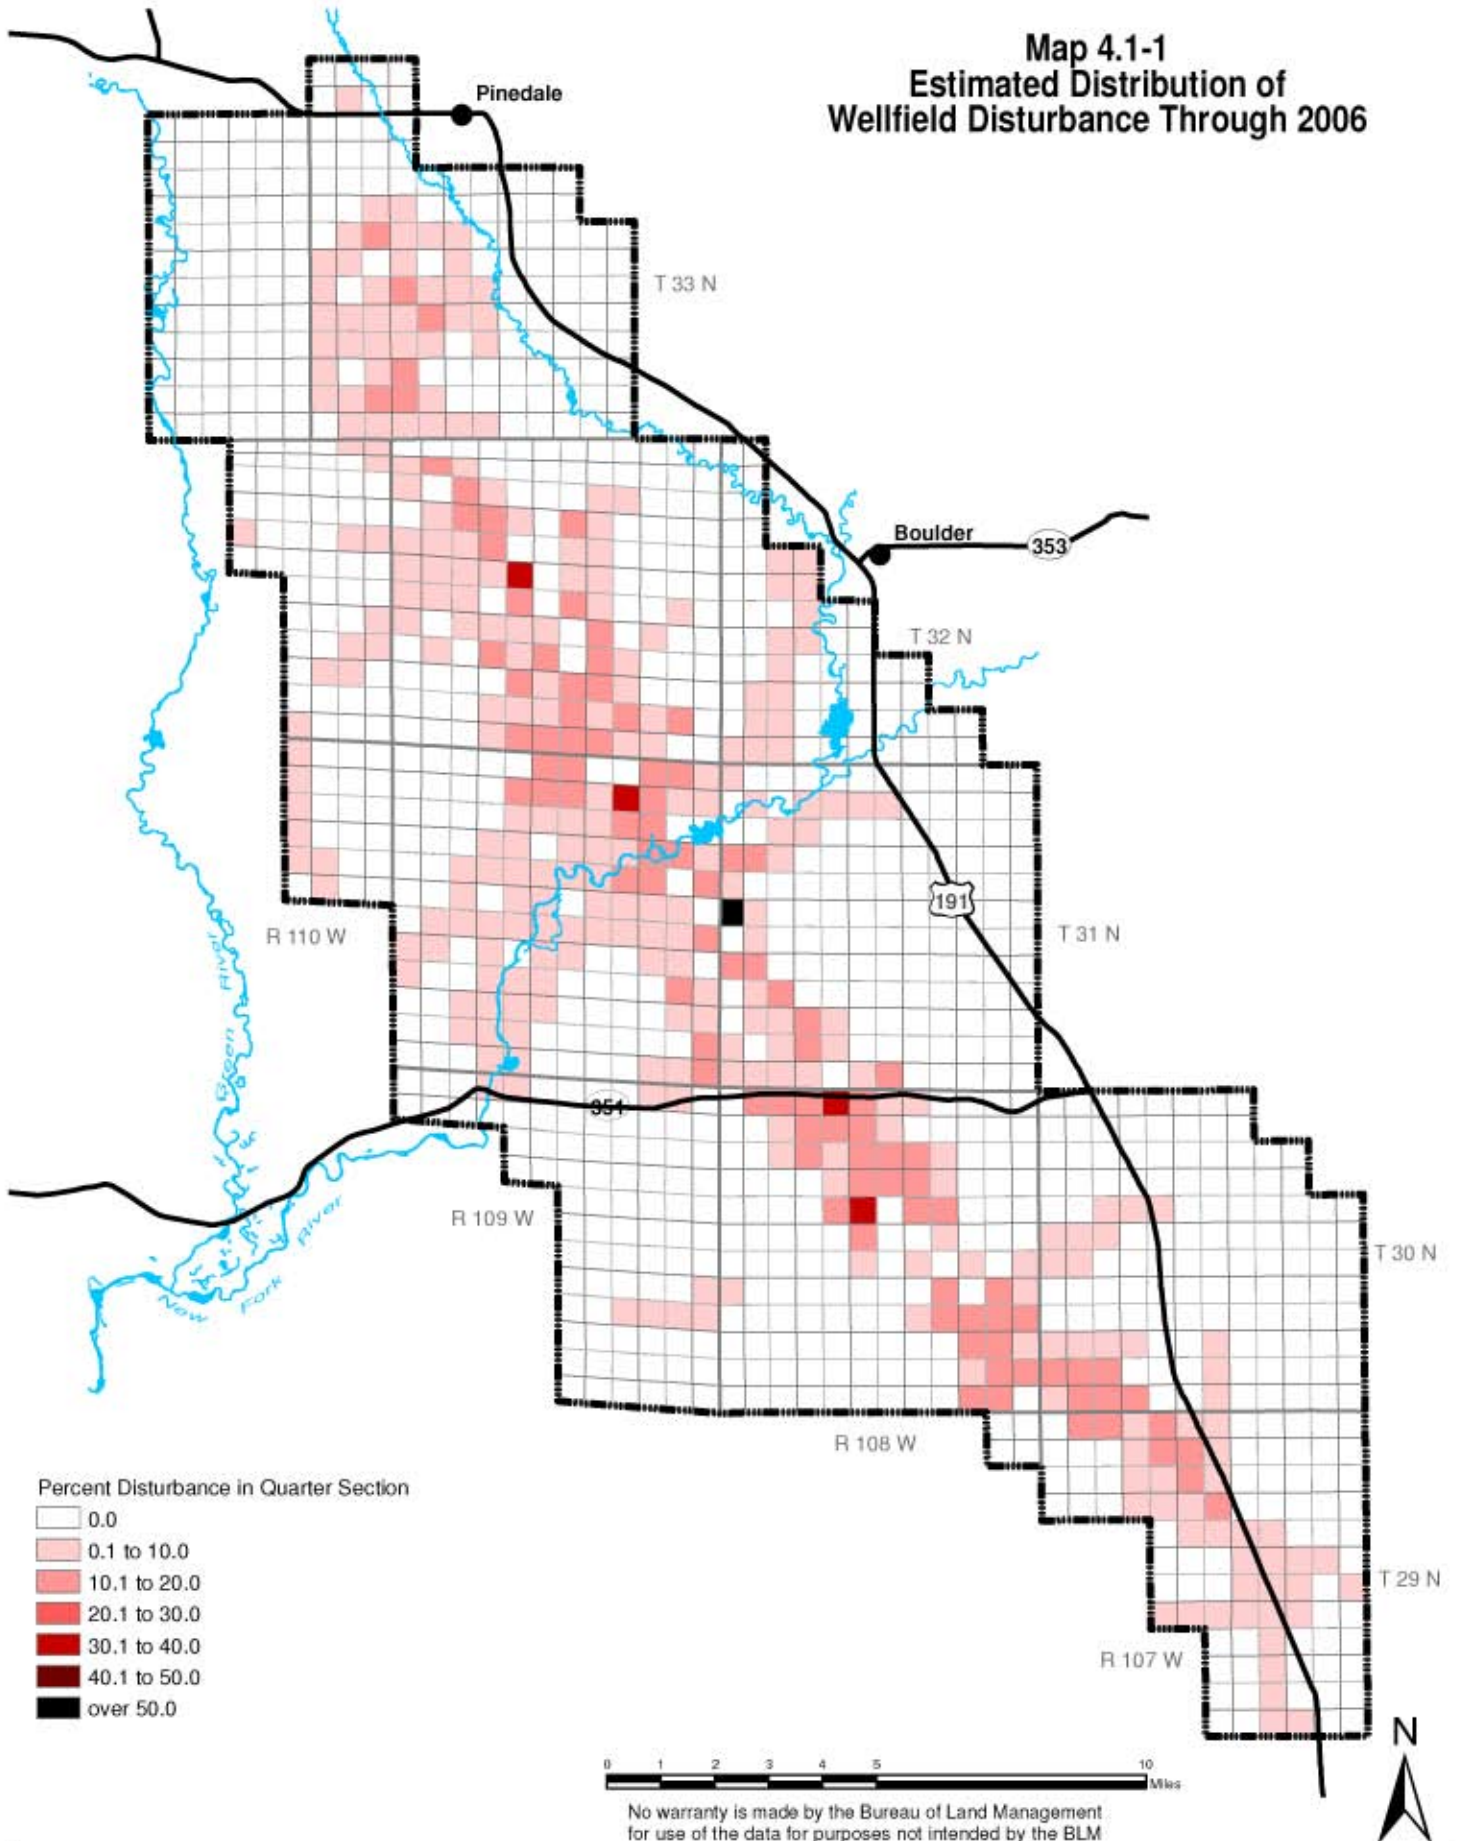 Map 4.1-1
Estimated Distribution of
Wellfield Disturbance Through 2006
Pinedale
T 33 N
Boulder
353
T 32 N
191
T 31 N
R 110 W
Green River
351
R 109 W
New Fork River
T 30 N
R 108 W
T 29 N
R 107 W
Percent Disturbance in Quarter Section
0.0
0.1 to 10.0
10.1 to 20.0
20.1 to 30.0
30.1 to 40.0
40.1 to 50.0
over 50.0
N
0 1 2 3 4 5 10
Miles
No warranty is made by the Bureau of Land Management
for use of the data for purposes not intended by the BLM